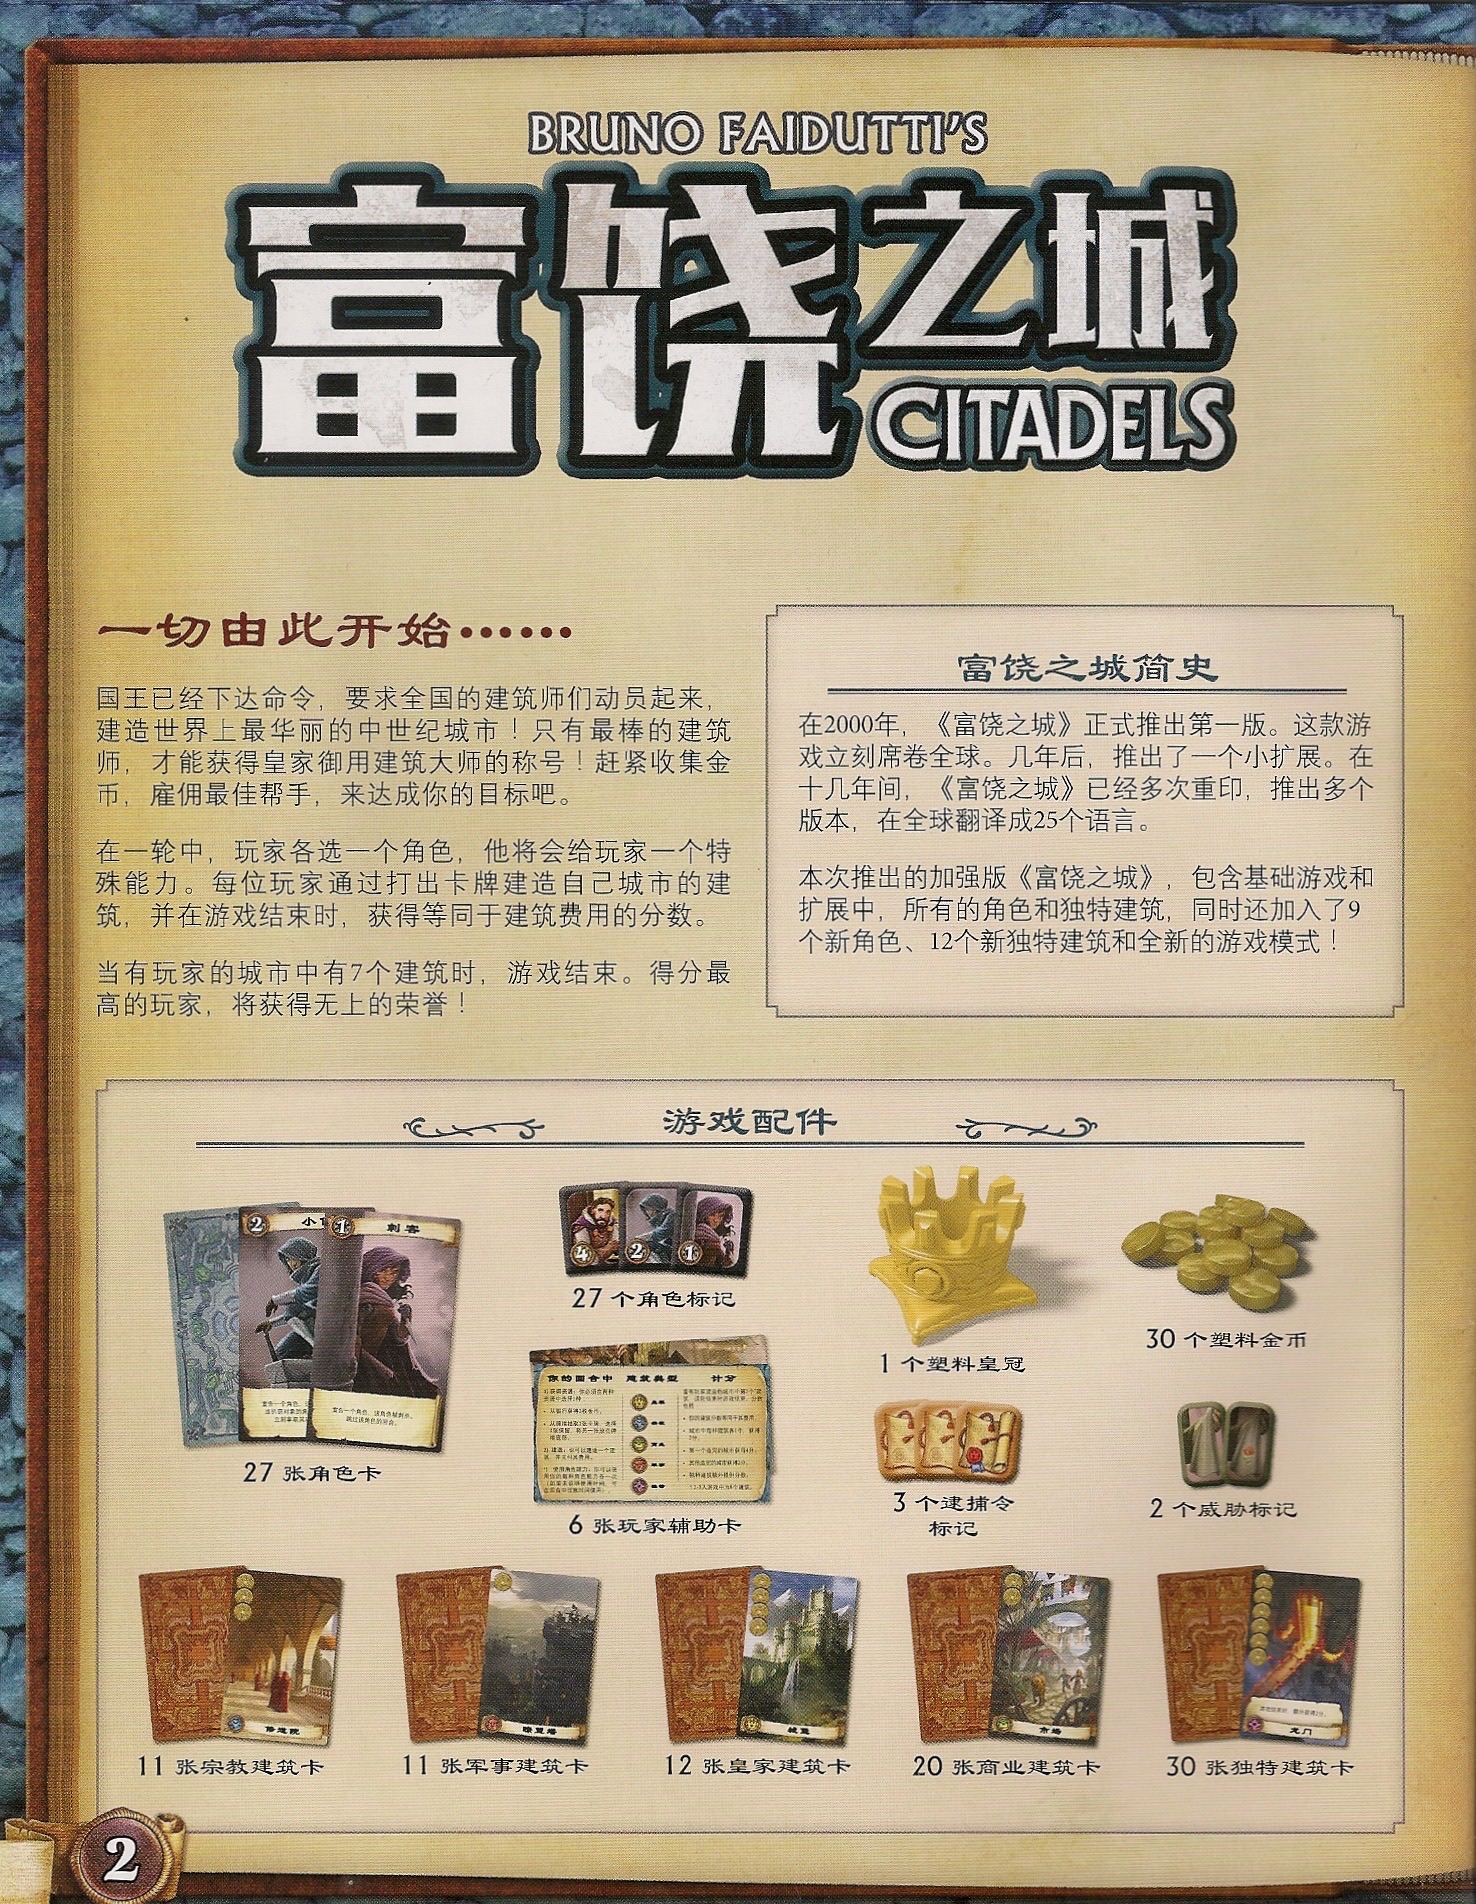 BRUNO FAIDUTTI'S
富饶之城
CITADELS
一切由此开始……
国王已经下达命令，要求全国的建筑师们动员起来，
建造世界上最华丽的中世纪城市！只有最棒的建筑
师，才能获得皇家御用建筑大师的称号！赶紧收集金
币，雇佣最佳帮手，来达成你的目标吧。
在一轮中，玩家各选一个角色，他将会给玩家一个特
殊能力。每位玩家通过打出卡牌建造自己城市的建
筑，并在游戏结束时，获得等同于建筑费用的分数。
当有玩家的城市中有7个建筑时，游戏结束。得分最
高的玩家，将获得无上的荣誉！
富饶之城简史
在2000年，《富饶之城》正式推出第一版。这款游
戏立刻席卷全球。几年后，推出了一个小扩展。在
十几年间，《富饶之城》已经多次重印，推出多个
版本，在全球翻译成25个语言。
本次推出的加强版《富饶之城》，包含基础游戏和
扩展中，所有的角色和独特建筑，同时还加入了9
个新角色、12个新独特建筑和全新的游戏模式！
游戏配件
2
小
1
刺客
27 张角色卡
4
2
1
27 个角色标记
你的回合中 建筑类型 计分
6 张玩家辅助卡
1 个塑料皇冠
30 个塑料金币
3 个逮捕令
标记
2 个威胁标记
修道院
11 张宗教建筑卡
瞭望塔
11 张军事建筑卡
城堡
12 张皇家建筑卡
市场
20 张商业建筑卡
龙门
30 张独特建筑卡
2